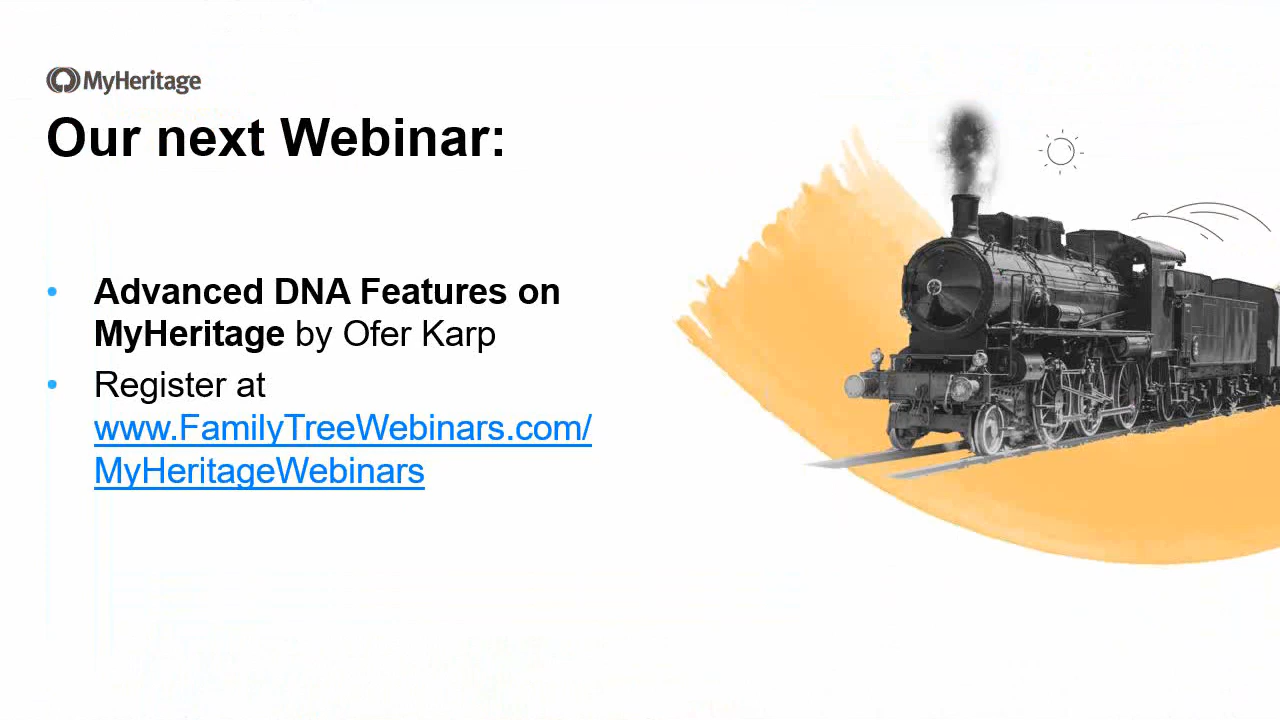 MyHeritage
Our next Webinar:
• Advanced DNA Features on
MyHeritage by Ofer Karp
• Register at
www.FamilyTreeWebinars.com/
MyHeritageWebinars